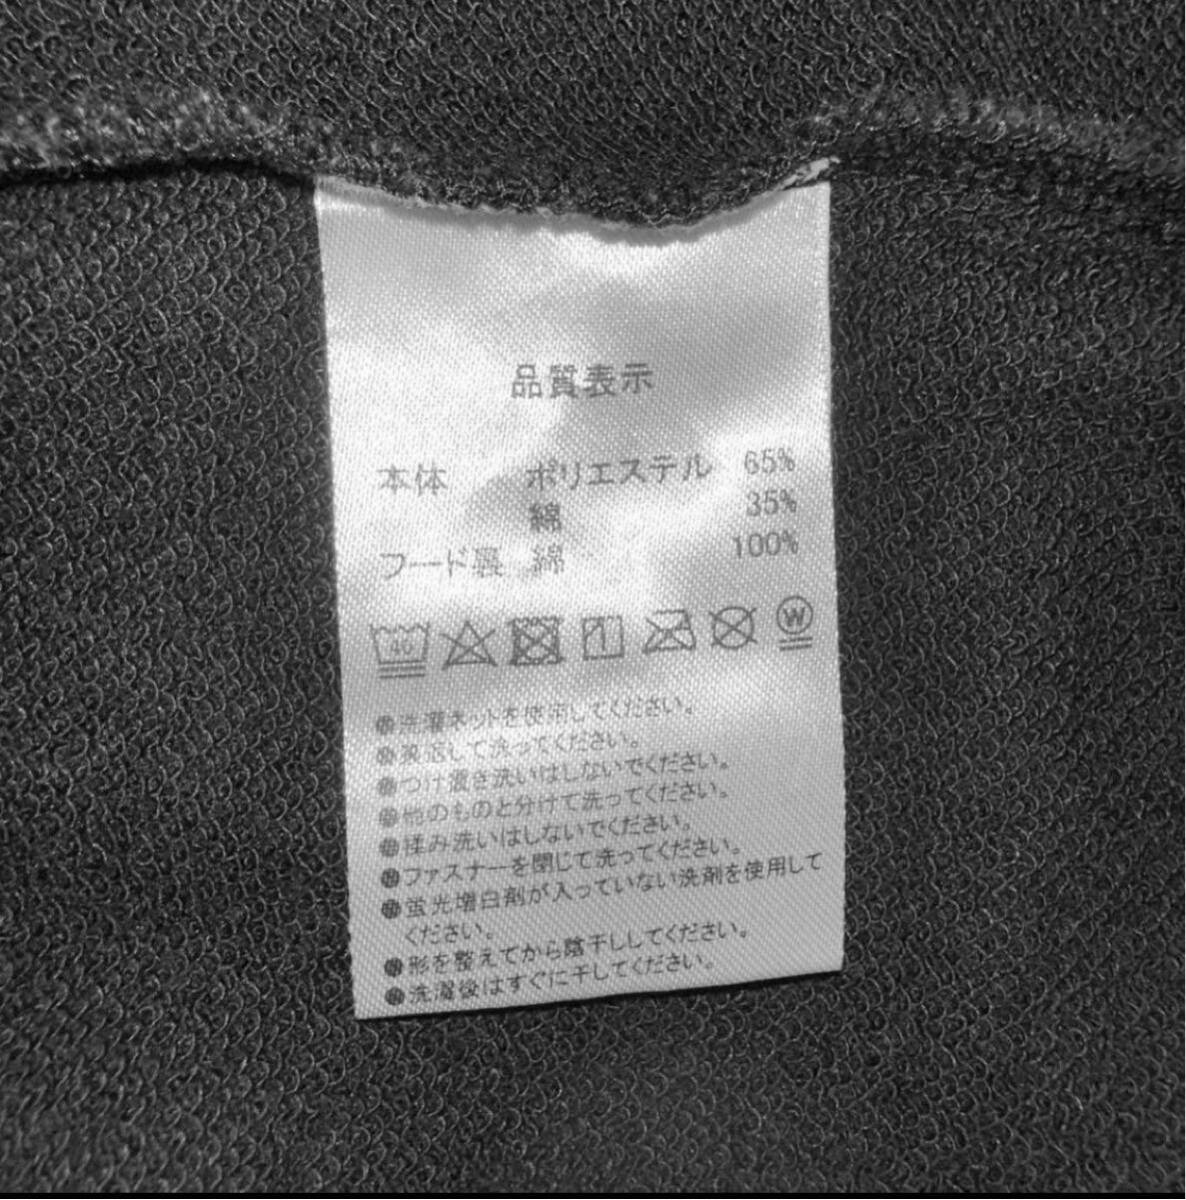 品質表示
本体 ポリエステル 65%
綿 35%
フード裏 綿 100%
40 W
●洗濯ネットを使用してください。
●裏返して洗ってください。
●つけ置き洗いはしないでください。
●他のものと分けて洗ってください。
●揉み洗いはしないでください。
●ファスナーを閉じて洗ってください。
●蛍光増白剤が入っていない洗剤を使用して
ください。
●形を整えてから陰干ししてください。
●洗濯後はすぐに干してください。